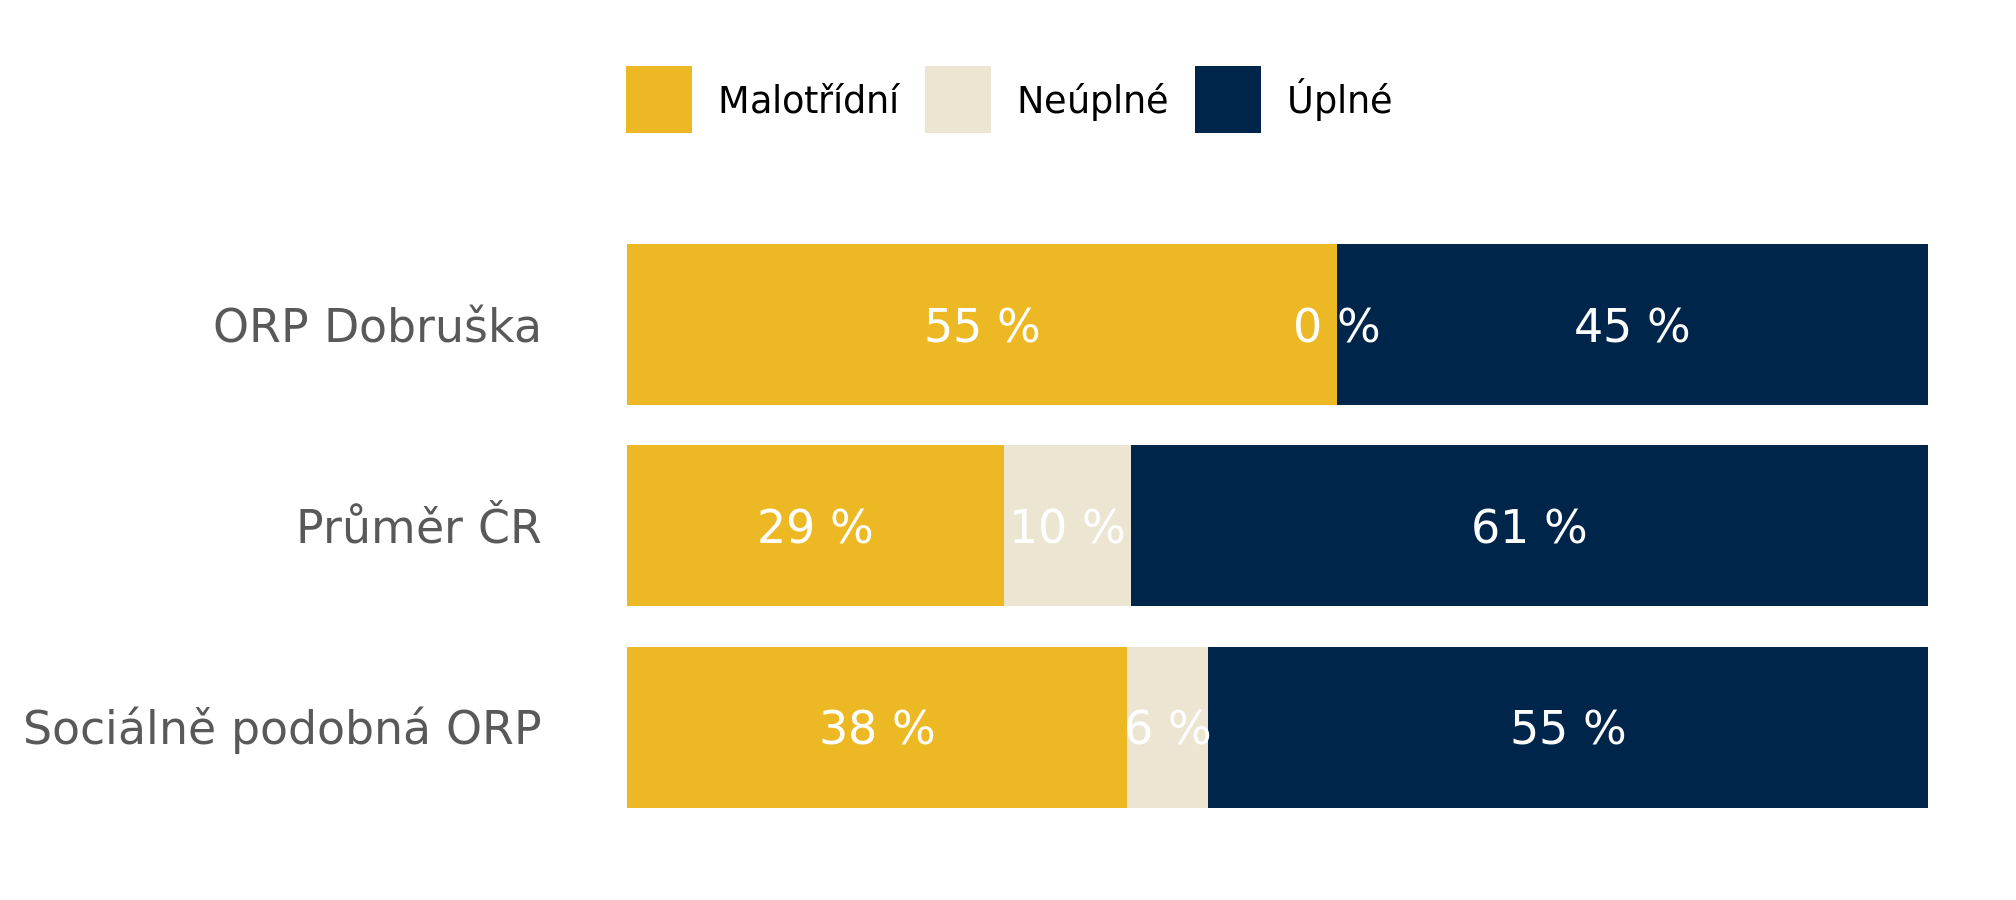 Malotřídní Neúplné Úplné
ORP Dobruška 55 % 0 % 45 %
Průměr ČR 29 % 10 % 61 %
Sociálně podobná ORP 38 % 6 % 55 %